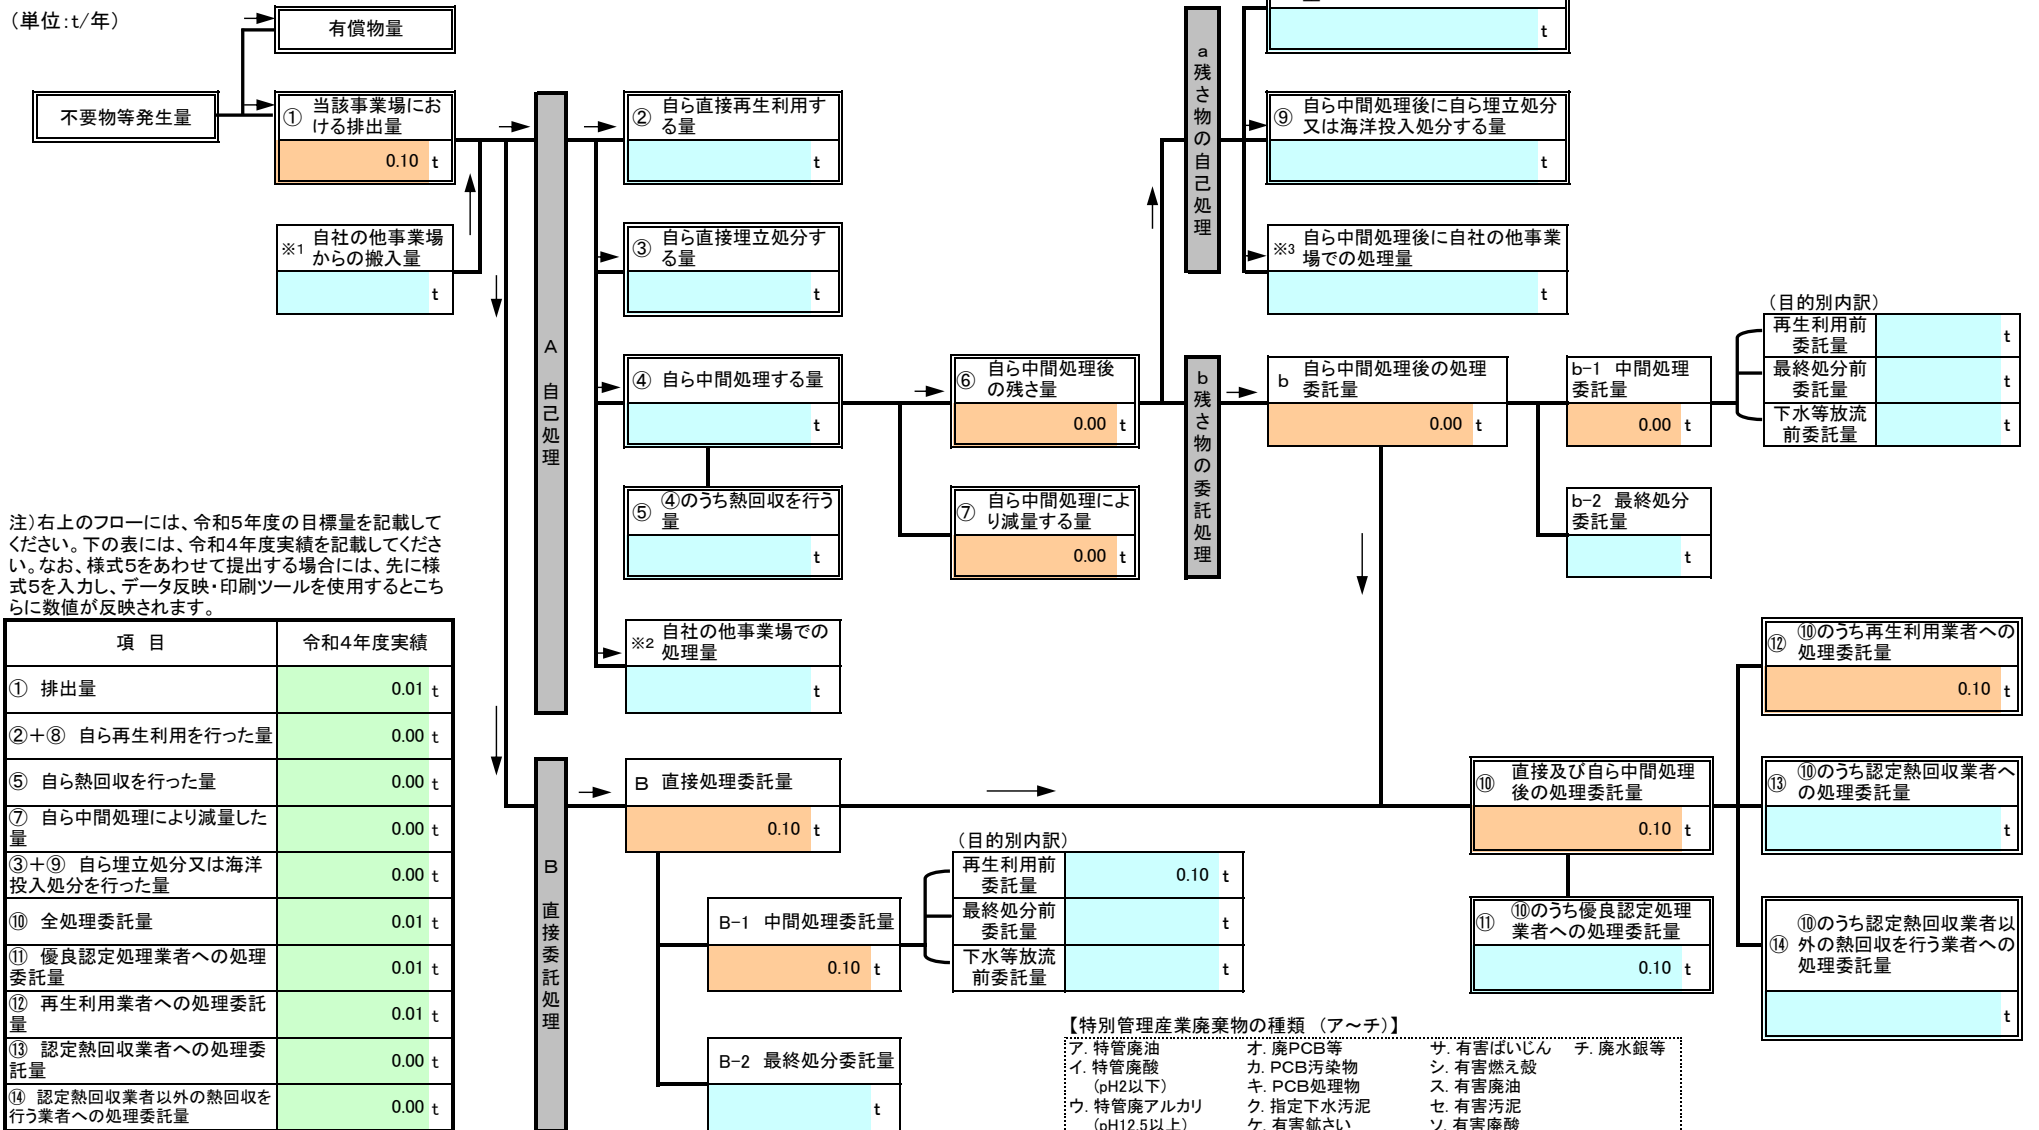 (単位:t/年)
有償物量
不要物等発生量
① 当該事業場にお
ける排出量
0.10 t
※1 自社の他事業場
からの搬入量
t
A 自己処理
② 自ら直接再生利用す
る量
t
③ 自ら直接埋立処分す
る量
t
④ 自ら中間処理する量
t
⑤ ④のうち熱回収を行う
量
t
※2 自社の他事業場での
処理量
t
⑥ 自ら中間処理後
の残さ量
0.00 t
⑦ 自ら中間処理によ
り減量する量
0.00 t
a 残さ物の自己処理
t
⑨ 自ら中間処理後に自ら埋立処分
又は海洋投入処分する量
t
※3 自ら中間処理後に自社の他事業
場での処理量
t
b 残さ物の委託処理
b 自ら中間処理後の処理
委託量
0.00 t
b-1 中間処理
委託量
0.00 t
b-2 最終処分
委託量
t
(目的別内訳)
再生利用前
委託量 t
最終処分前
委託量 t
下水等放流
前委託量 t
注)右上のフローには、令和5年度の目標量を記載して
ください。下の表には、令和4年度実績を記載してくださ
い。なお、様式5をあわせて提出する場合には、先に様
式5を入力し、データ反映・印刷ツールを使用するとこち
らに数値が反映されます。
項 目 令和4年度実績
① 排出量 0.01 t
②+⑧ 自ら再生利用を行った量 0.00 t
⑤ 自ら熱回収を行った量 0.00 t
⑦ 自ら中間処理により減量した
量 0.00 t
③+⑨ 自ら埋立処分又は海洋
投入処分を行った量 0.00 t
⑩ 全処理委託量 0.01 t
⑪ 優良認定処理業者への処理
委託量 0.01 t
⑫ 再生利用業者への処理委託
量 0.01 t
⑬ 認定熱回収業者への処理委
託量 0.00 t
⑭ 認定熱回収業者以外の熱回収を
行う業者への処理委託量 0.00 t
B 直接委託処理
B 直接処理委託量
0.10 t
B-1 中間処理委託量
0.10 t
B-2 最終処分委託量
t
(目的別内訳)
再生利用前
委託量 0.10 t
最終処分前
委託量 t
下水等放流
前委託量 t
⑩ 直接及び自ら中間処理
後の処理委託量
0.10 t
⑪ ⑩のうち優良認定処理
業者への処理委託量
0.10 t
⑫ ⑩のうち再生利用業者への
処理委託量
0.10 t
⑬ ⑩のうち認定熱回収業者へ
の処理委託量
t
⑭ ⑩のうち認定熱回収業者以
外の熱回収を行う業者への
処理委託量
t
【特別管理産業廃棄物の種類 (ア~チ)】
ア. 特管廃油 オ. 廃PCB等 サ. 有害ばいじん チ. 廃水銀等
イ. 特管廃酸 カ. PCB汚染物 シ. 有害燃え殻
(pH2以下) キ. PCB処理物 ス. 有害廃油
ウ. 特管廃アルカリ ク. 指定下水汚泥 セ. 有害汚泥
(pH12.5以上) ケ. 有害鉱さい ソ. 有害廃酸